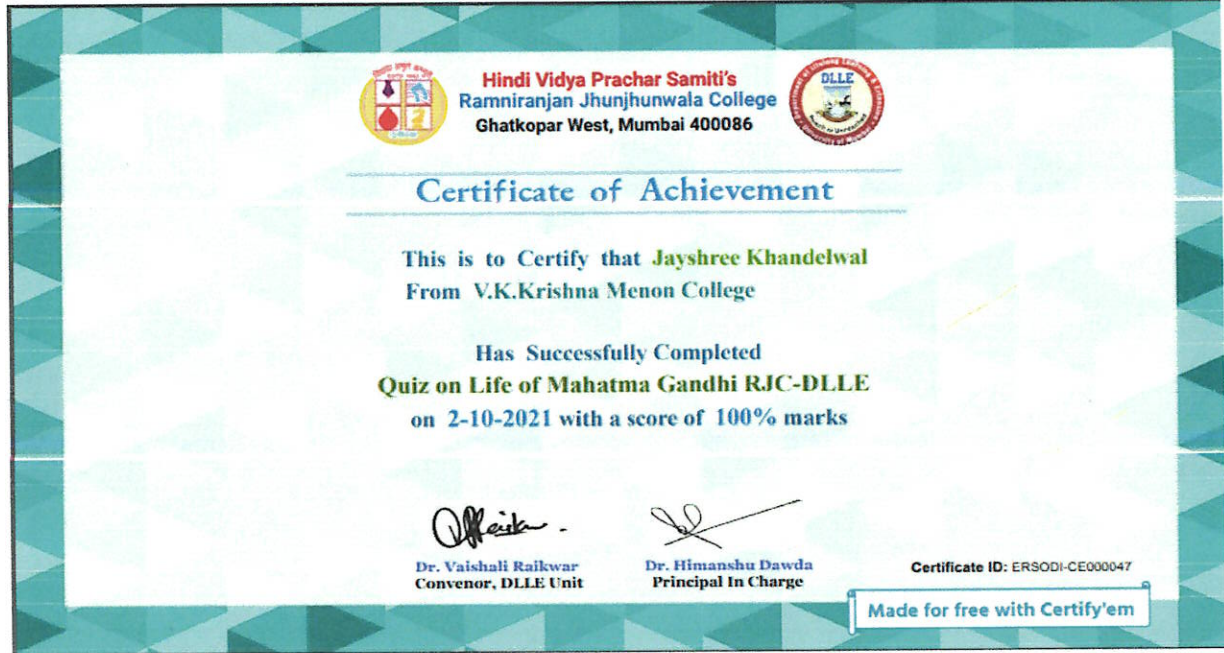 Hindi Vidya Prachar Samiti's
Ramniranjan Jhunjhunwala College
Ghatkopar West, Mumbai 400086
DLLE
Certificate of Achievement
This is to Certify that Jayshree Khandelwal
From V.K.Krishna Menon College
Has Successfully Completed
Quiz on Life of Mahatma Gandhi RJC-DLLE
on 2-10-2021 with a score of 100% marks
Dr. Vaishali Raikwar
Convenor, DLLE Unit
Dr. Himanshu Dawda
Principal In Charge
Certificate ID: ERSODI-CE000047
Made for free with Certify'em